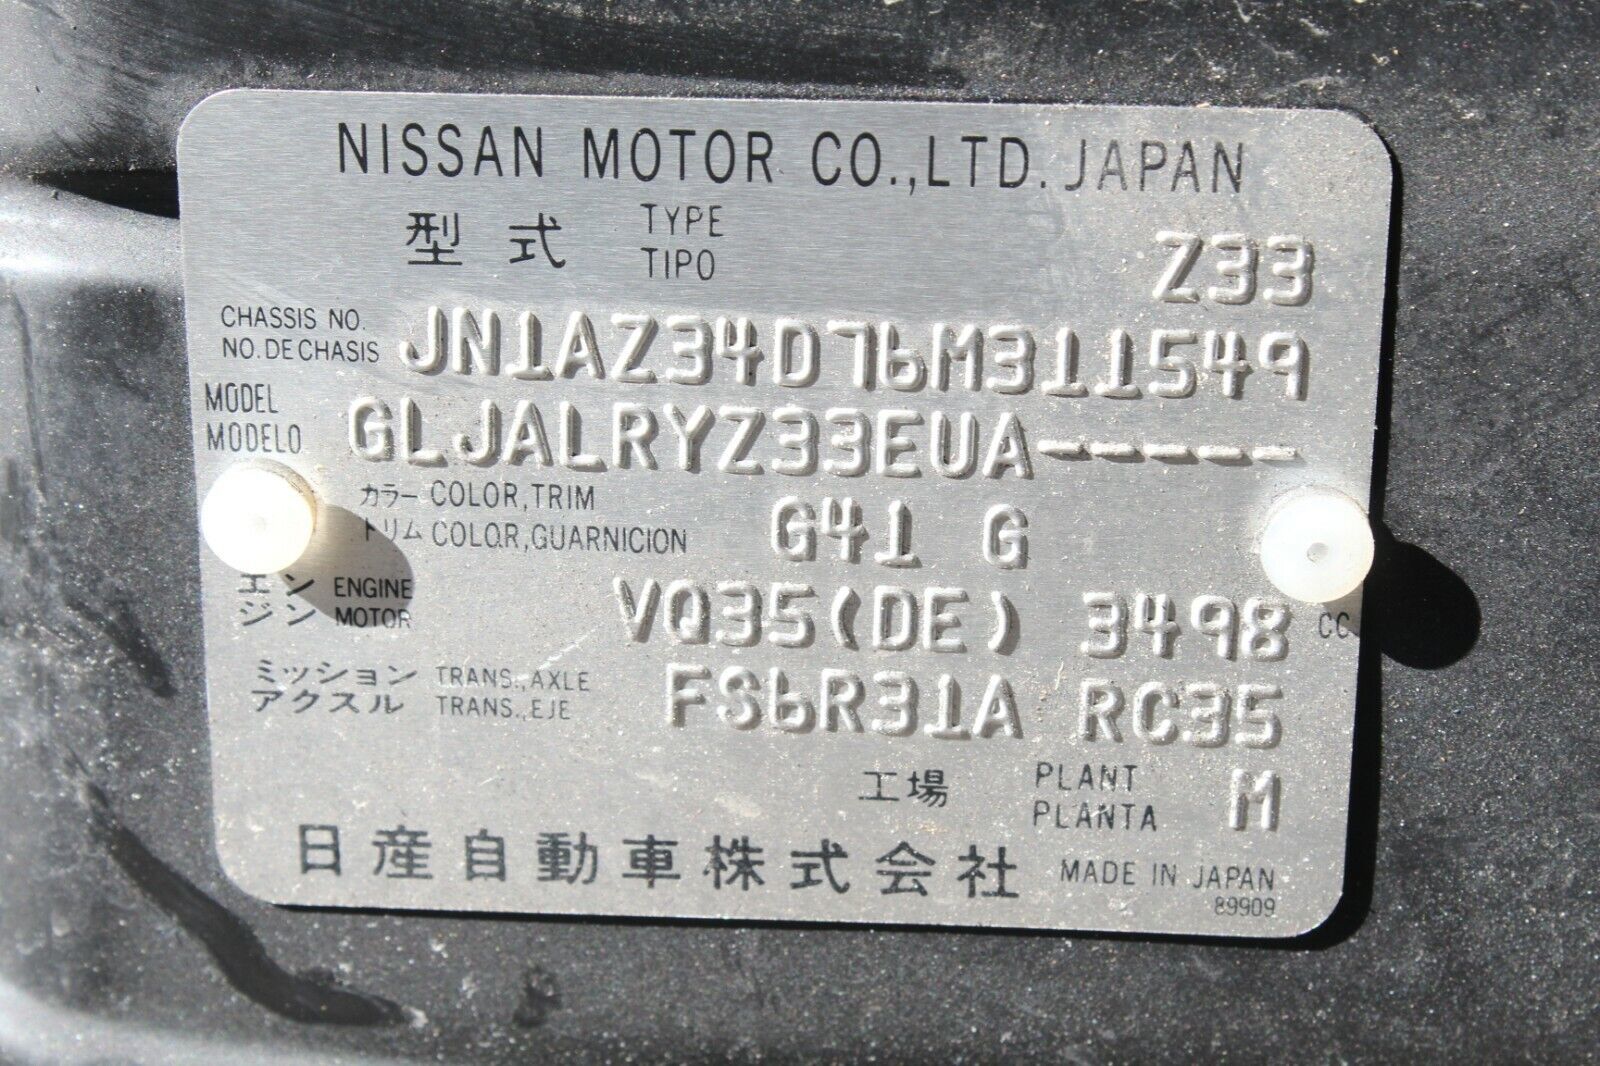 NISSAN MOTOR CO.,LTD. JAPAN
型式 TYPE TIPO Z33
CHASSIS NO. NO. DE CHASIS JN1AZ34D76M311549
MODEL MODELO GLJALRYZ33EUA-----
カラー COLOR,TRIM G41 G
トリム COLOR,GUARNICION
エン ENGINE VQ35(DE) 3498 CC
ジン MOTOR
ミッション TRANS.,AXLE FS6R31A RC35
アクスル TRANS.,EJE
工場 PLANT PLANTA M
日産自動車株式会社 MADE IN JAPAN
89909